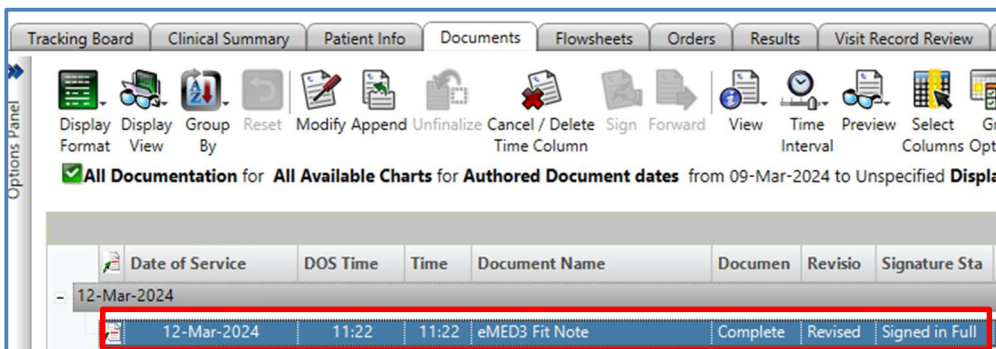 Tracking Board Clinical Summary Patient Info Documents Flowsheets Orders Results Visit Record Review
Options Panel
Display Format Display View Group By Reset Modify Append Unfinalize Cancel / Delete Time Column Sign Forward View Time Interval Preview Select Columns
All Documentation for All Available Charts for Authored Document dates from 09-Mar-2024 to Unspecified Displa
Date of Service DOS Time Time Document Name Documen Revisio Signature Sta
12-Mar-2024
12-Mar-2024 11:22 11:22 eMED3 Fit Note Complete Revised Signed in Full